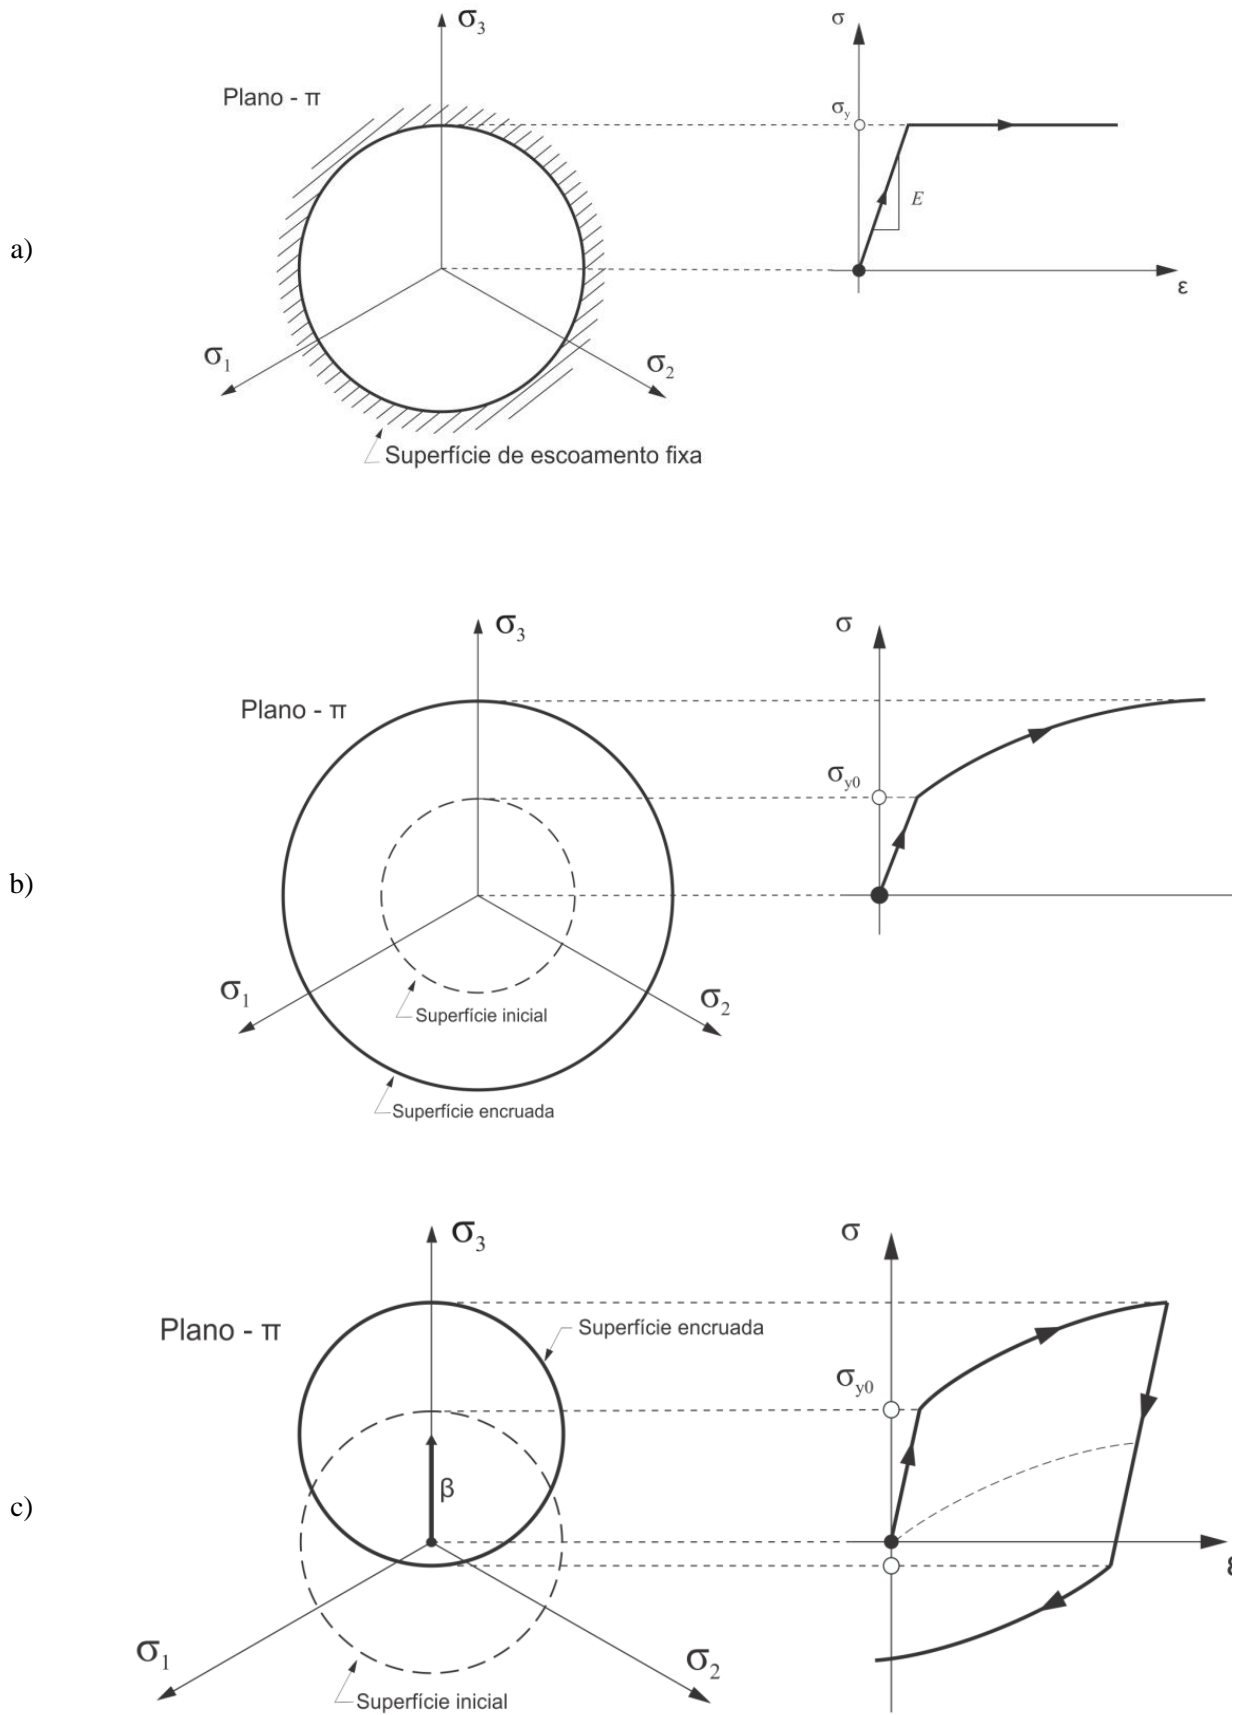 σ₃
σ
Plano - π
σy
E
a)
ε
σ₁
σ₂
Superfície de escoamento fixa
σ₃
σ
Plano - π
σy0
b)
σ₁
σ₂
Superfície inicial
Superfície encruada
σ₃
σ
Plano - π
Superfície encruada
σy0
β
c)
ε
σ₁
σ₂
Superfície inicial